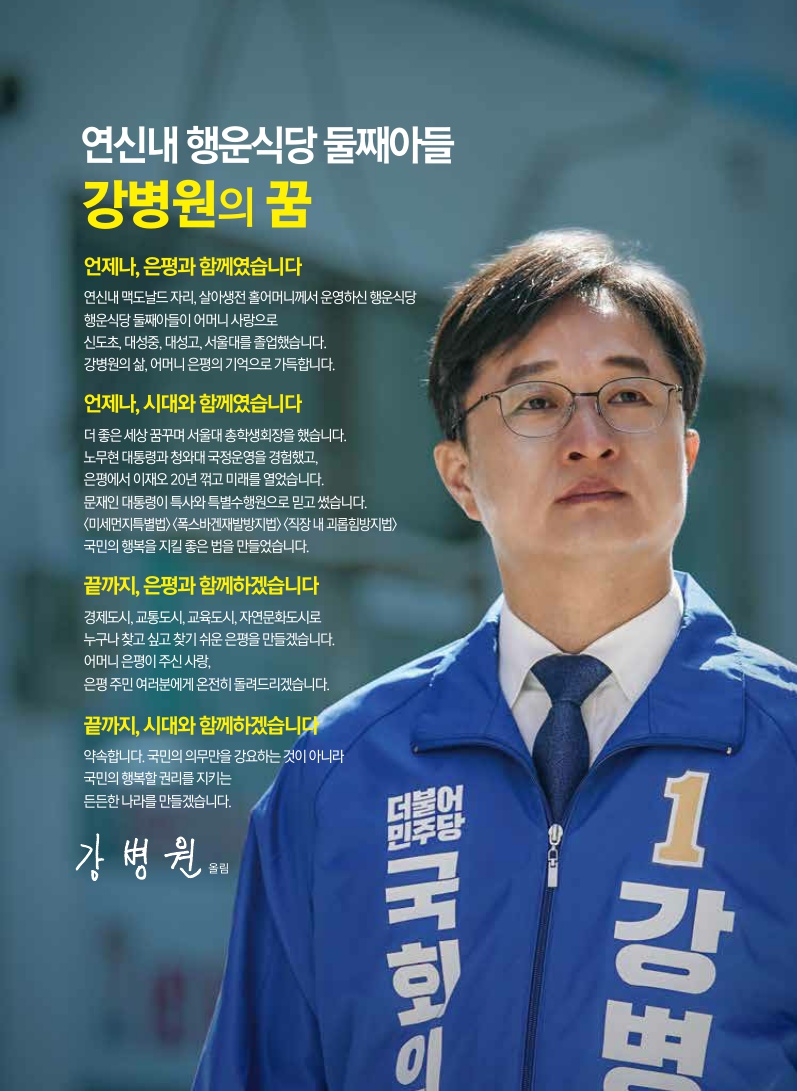 연신내 행운식당 둘째아들
강병원의 꿈
언제나, 은평과 함께였습니다
연신내 맥도날드 자리, 살아생전 홀어머니께서 운영하신 행운식당
행운식당 둘째아들이 어머니 사랑으로
신도초, 대성중, 대성고, 서울대를 졸업했습니다.
강병원의 삶, 어머니 은평의 기억으로 가득합니다.
언제나, 시대와 함께였습니다
더 좋은 세상 꿈꾸며 서울대 총학생회장을 했습니다.
노무현 대통령과 청와대 국정운영을 경험했고,
은평에서 이재오 20년 꺾고 미래를 열었습니다.
문재인 대통령이 특사와 특별수행원으로 믿고 썼습니다.
〈미세먼지특별법〉 〈폭스바겐재발방지법〉 〈직장 내 괴롭힘방지법〉
국민의 행복을 지킬 좋은 법을 만들었습니다.
끝까지, 은평과 함께하겠습니다
경제도시, 교통도시, 교육도시, 자연문화도시로
누구나 찾고 싶고 찾기 쉬운 은평을 만들겠습니다.
어머니 은평이 주신 사랑,
은평 주민 여러분에게 온전히 돌려드리겠습니다.
끝까지, 시대와 함께하겠습니다
약속합니다. 국민의 의무만을 강요하는 것이 아니라
국민의 행복할 권리를 지키는
든든한 나라를 만들겠습니다.
강 병 원 올림
더불어
민주당
국회의
1
강병